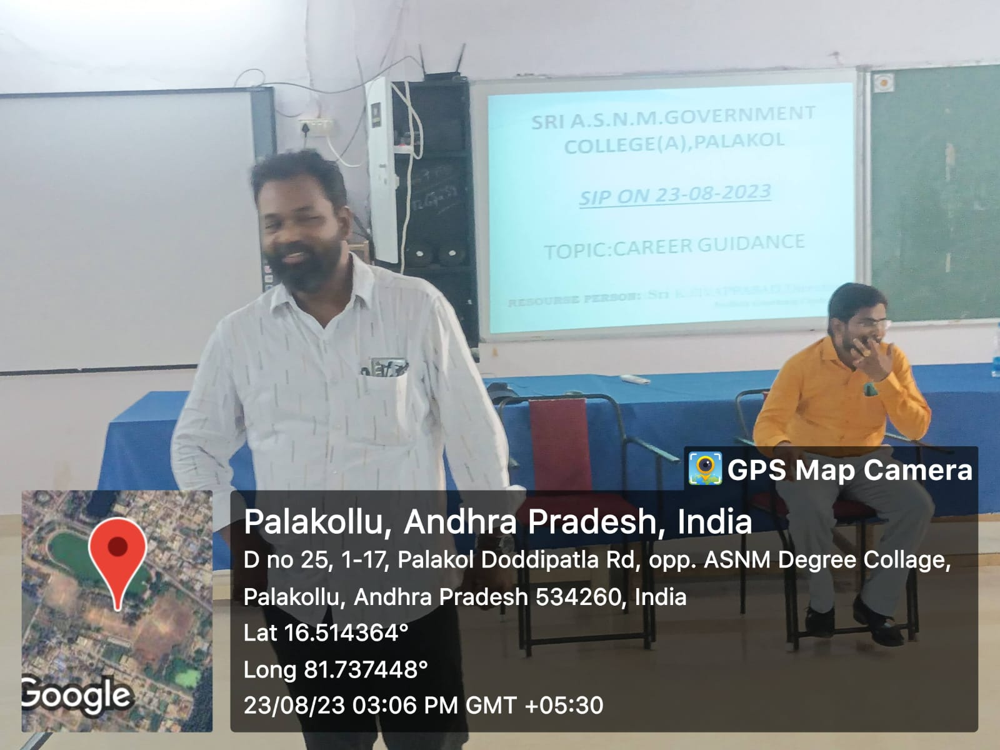 SRI A.S.N.M.GOVERNMENT
COLLEGE(A),PALAKOL
SIP ON 23-08-2023
TOPIC:CAREER GUIDANCE
RESOURSE PERSON: Sri
GPS Map Camera
Palakollu, Andhra Pradesh, India
D no 25, 1-17, Palakol Doddipatla Rd, opp. ASNM Degree Collage,
Palakollu, Andhra Pradesh 534260, India
Lat 16.514364°
Long 81.737448°
23/08/23 03:06 PM GMT +05:30
Google